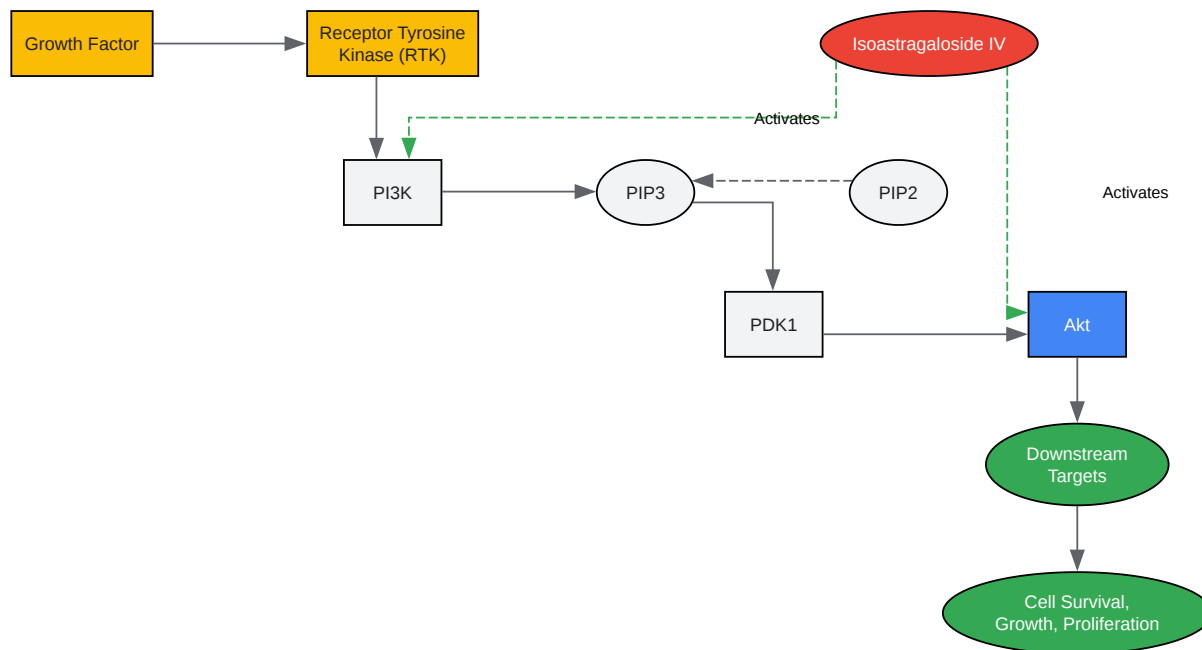 Growth Factor
Receptor Tyrosine
Kinase (RTK)
Isoastragaloside IV
Activates
PI3K
PIP3
PIP2
Activates
PDK1
Akt
Downstream
Targets
Cell Survival,
Growth, Proliferation